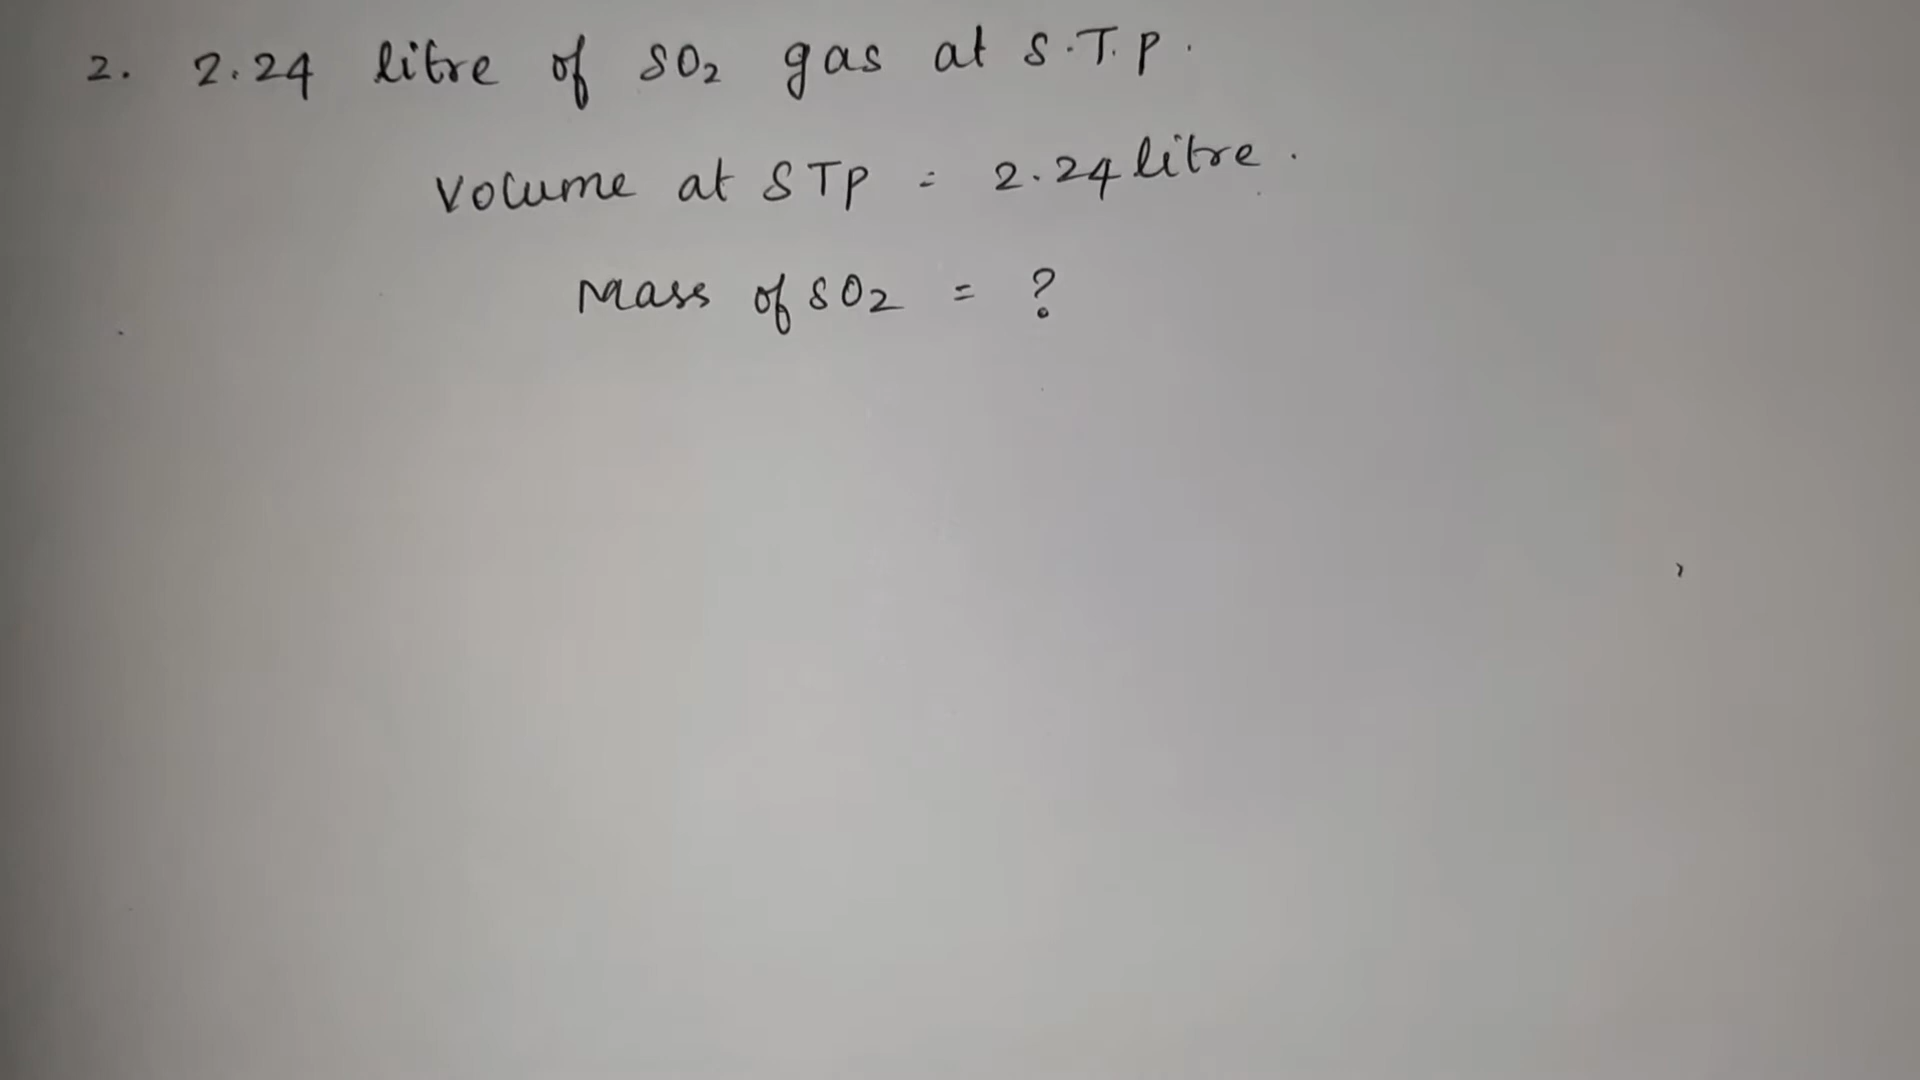 2. 2.24 litre of SO₂ gas at S.T.P.
Volume at STP = 2.24 litre.
Mass of SO2 = ?